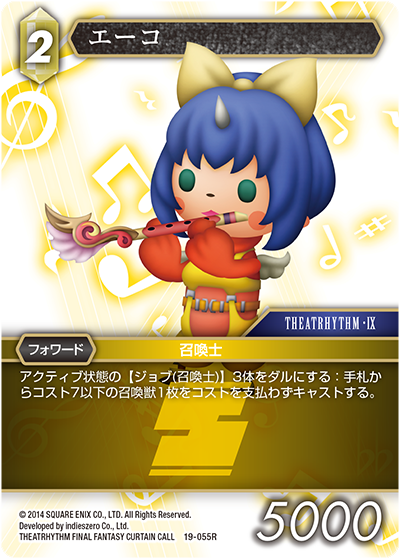 2
エーコ
THEATRHYTHM・IX
フォワード
召喚士
アクティブ状態の【ジョブ(召喚士)】3体をダルにする：手札か
らコスト7以下の召喚獣1枚をコストを支払わずキャストする。
© 2014 SQUARE ENIX CO., LTD. All Rights Reserved.
Developed by indieszero Co., Ltd.
THEATRHYTHM FINAL FANTASY CURTAIN CALL 19-055R
5000